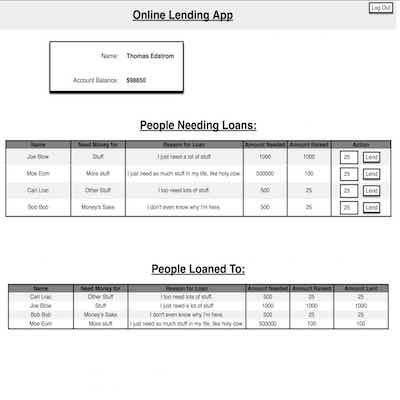 Online Lending App
Log Out
Name: Thomas Edstrom
Account Balance: $98650
People Needing Loans:
Name Need Money for Reason for Loan Amount Needed Amount Raised Action
Joe Blow Stuff I just need a lot of stuff 1000 1000 25 Lend
Moe Eom More stuff I just need so much stuff in my life, like holy cow. 500000 100 25 Lend
Carl Lrac Other Stuff I too need lots of stuff. 500 25 25 Lend
Bob Bob Money's Sake I don't even know why I'm here. 500 25 25 Lend
People Loaned To:
Name Need Money for Reason for Loan Amount Needed Amount Raised Amount Lent
Carl Lrac Other Stuff I too need lots of stuff. 500 25 25
Joe Blow Stuff I just need a lot of stuff 1000 1000 1000
Bob Bob Money's Sake I don't even know why I'm here. 500 25 25
Moe Eom More stuff I just need so much stuff in my life, like holy cow. 500000 100 100